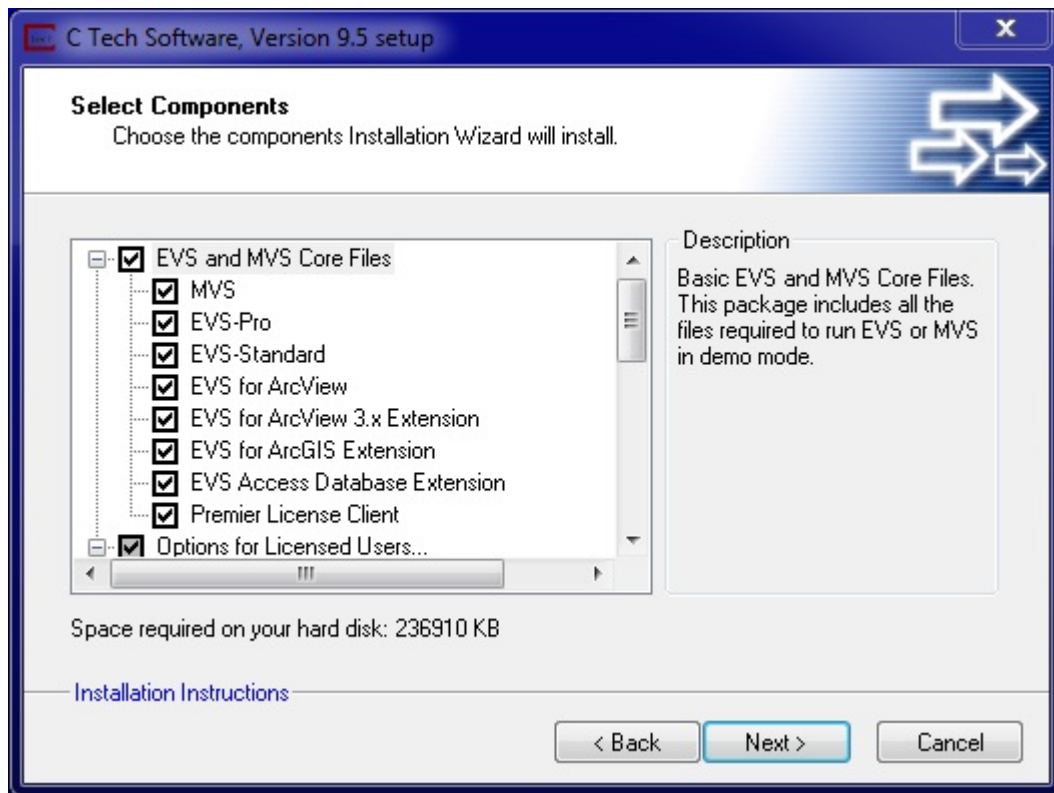 C Tech Software, Version 9.5 setup
Select Components
Choose the components Installation Wizard will install.
EVS and MVS Core Files
MVS
EVS-Pro
EVS-Standard
EVS for ArcView
EVS for ArcView 3.x Extension
EVS for ArcGIS Extension
EVS Access Database Extension
Premier License Client
Options for Licensed Users...
Description
Basic EVS and MVS Core Files.
This package includes all the
files required to run EVS or MVS
in demo mode.
Space required on your hard disk: 236910 KB
Installation Instructions
< Back
Next >
Cancel